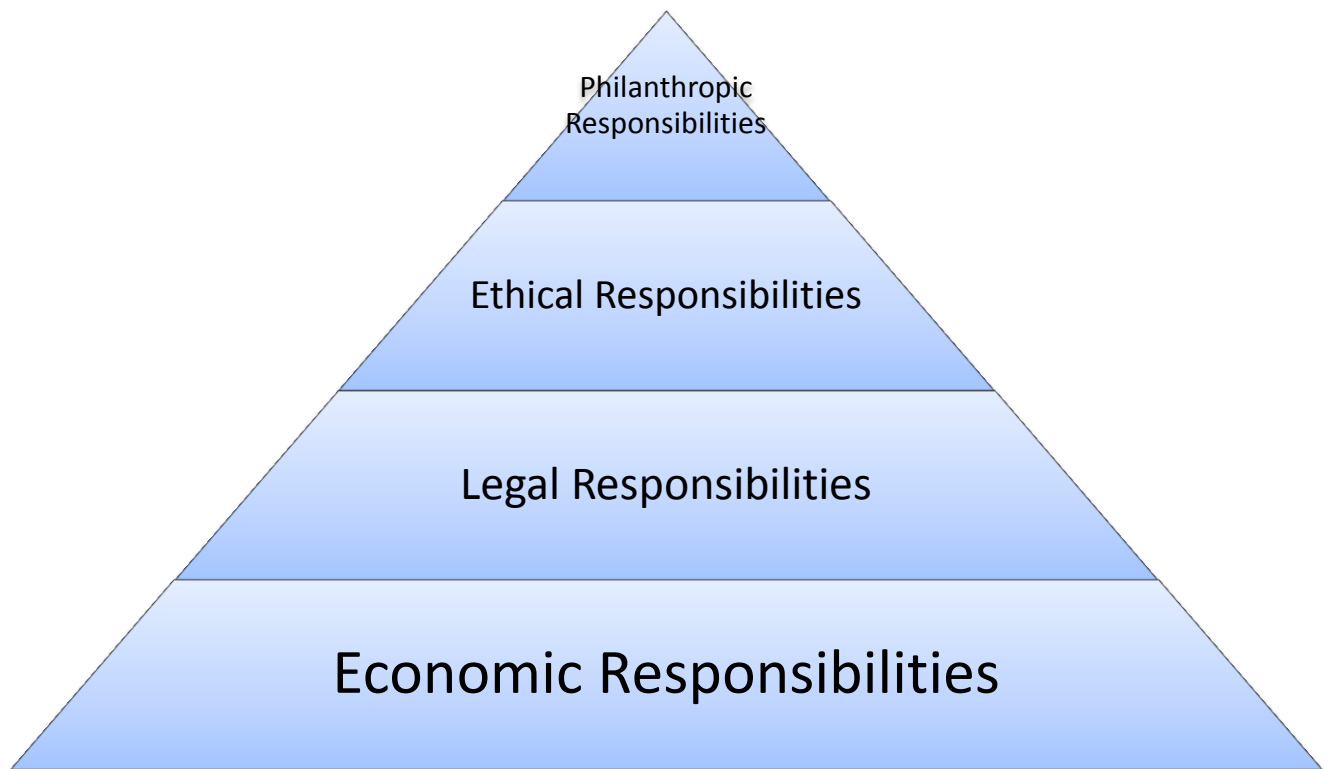 Philanthropic
Responsibilities
Ethical Responsibilities
Legal Responsibilities
Economic Responsibilities